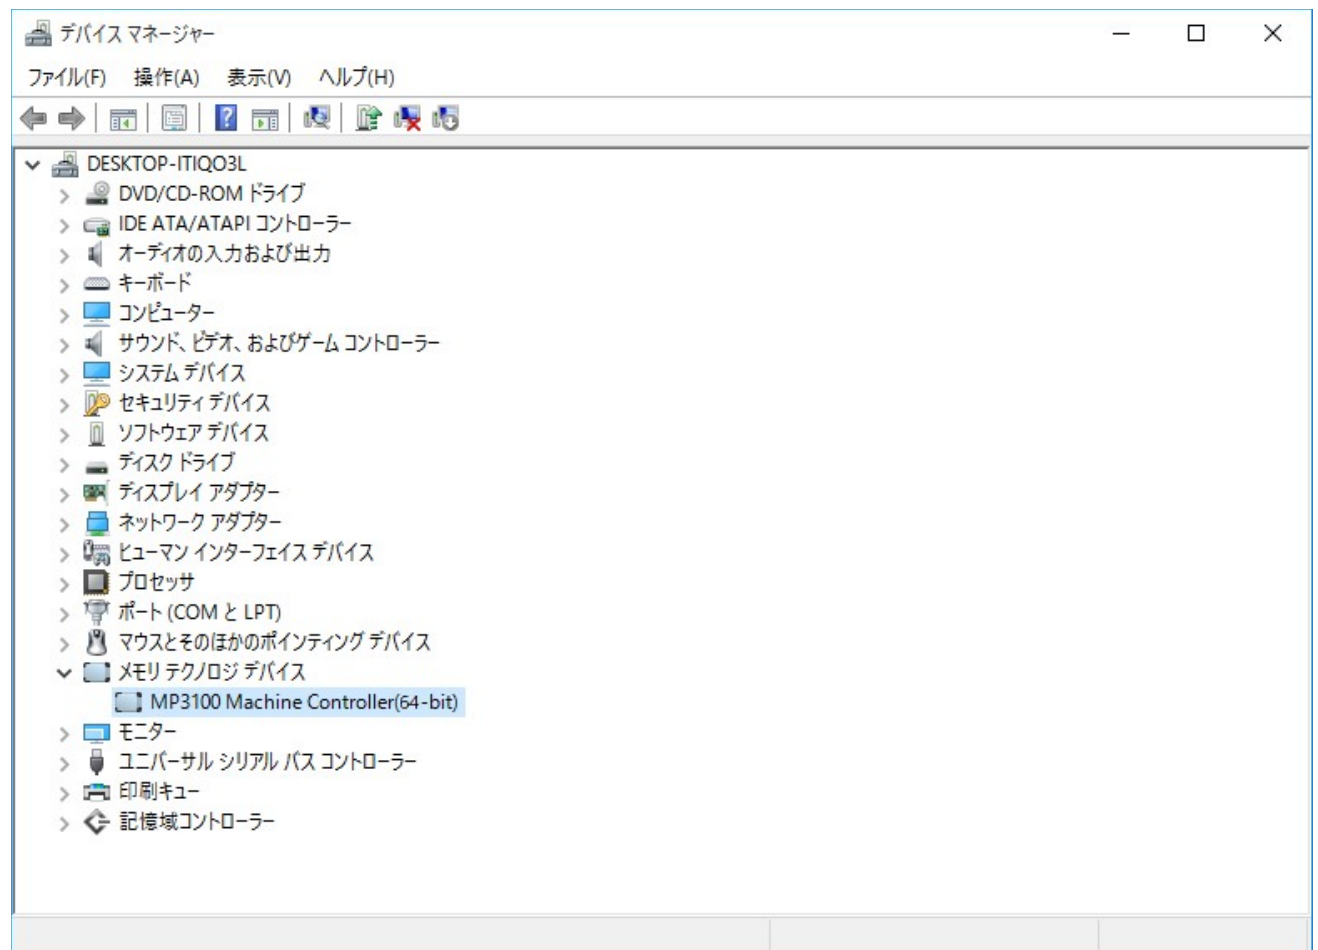 デバイス マネージャー
ファイル(F) 操作(A) 表示(V) ヘルプ(H)
DESKTOP-ITIQO3L
DVD/CD-ROM ドライブ
IDE ATA/ATAPI コントローラー
オーディオの入力および出力
キーボード
コンピューター
サウンド、ビデオ、およびゲーム コントローラー
システム デバイス
セキュリティ デバイス
ソフトウェア デバイス
ディスク ドライブ
ディスプレイ アダプター
ネットワーク アダプター
ヒューマン インターフェイス デバイス
プロセッサ
ポート (COM と LPT)
マウスとそのほかのポインティング デバイス
メモリ テクノロジ デバイス
MP3100 Machine Controller(64-bit)
モニター
ユニバーサル シリアル バス コントローラー
印刷キュー
記憶域コントローラー